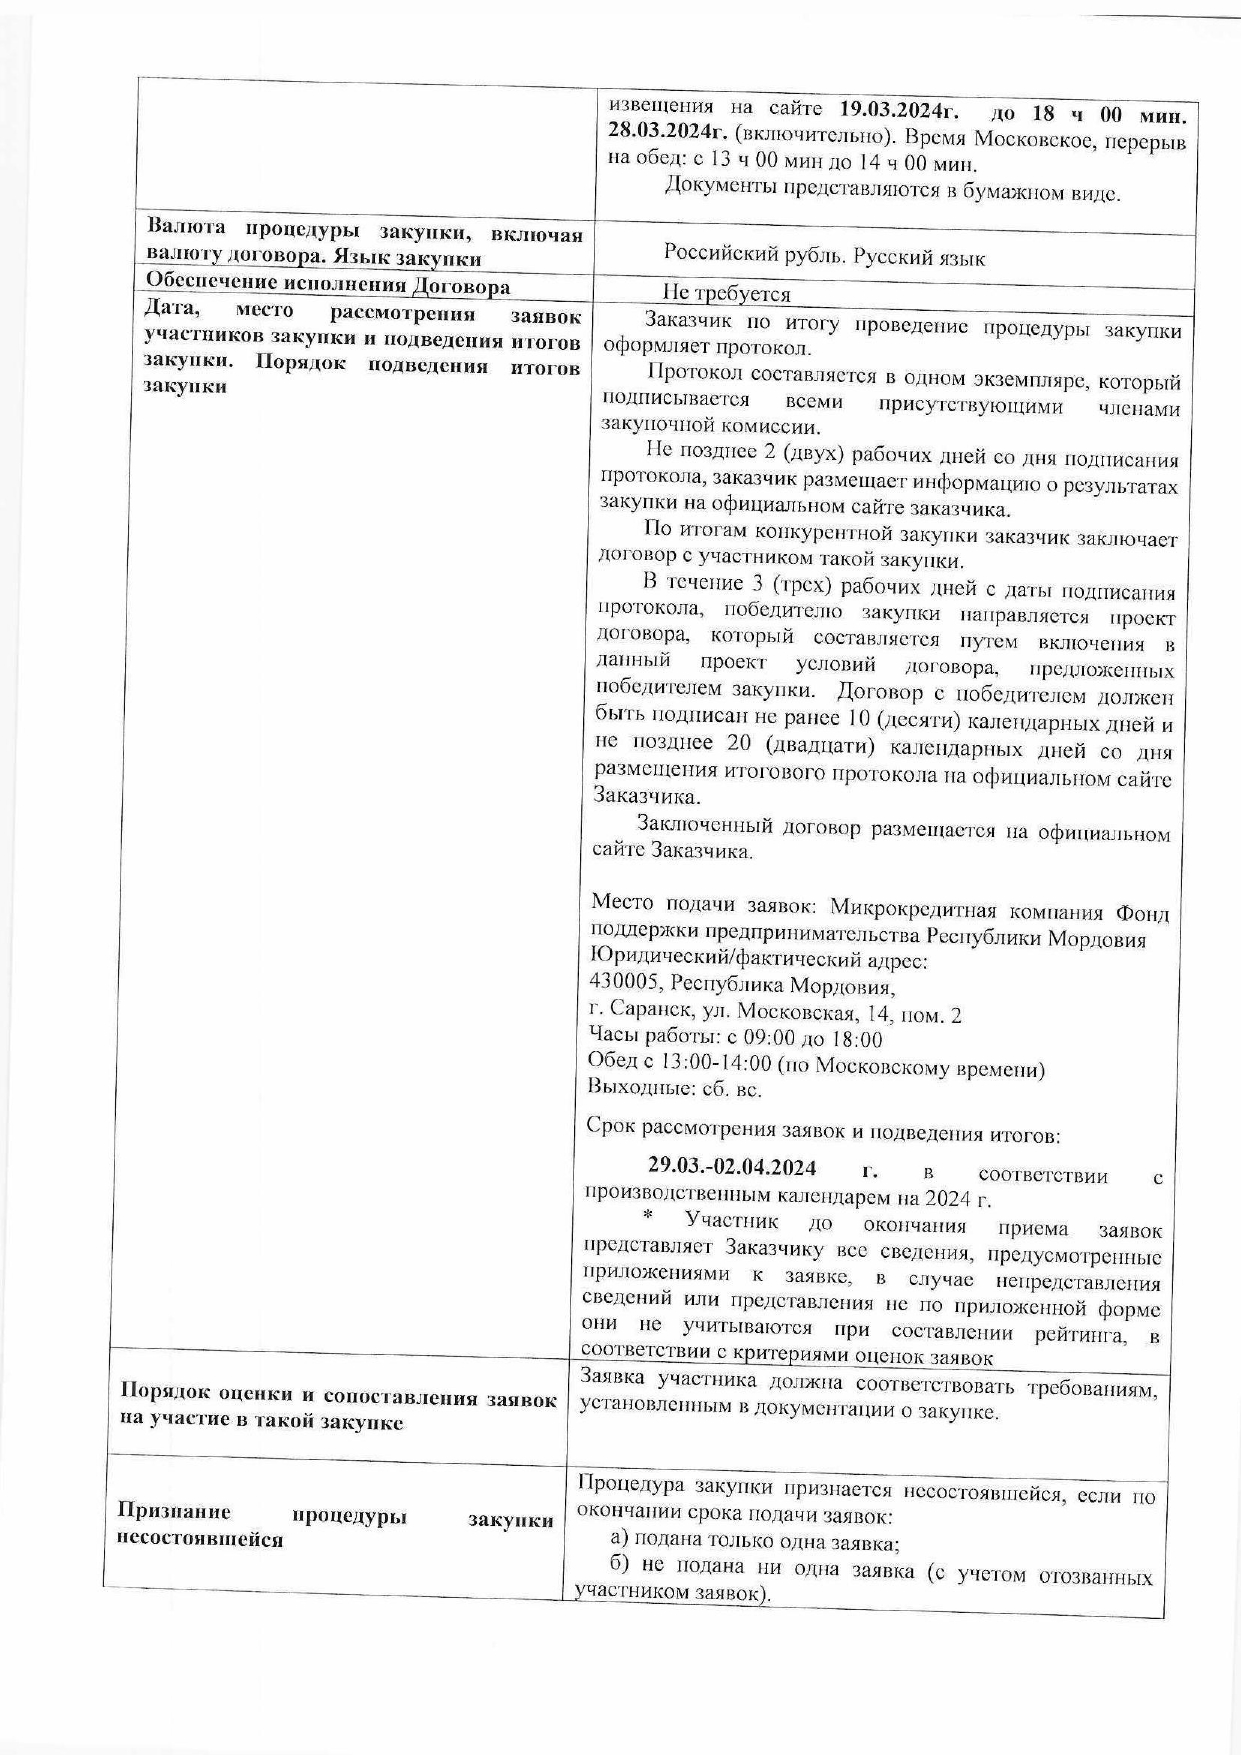 извещения на сайте 19.03.2024г. до 18 ч 00 мин.
28.03.2024г. (включительно). Время Московское, перерыв
на обед: с 13 ч 00 мин до 14 ч 00 мин.
Документы представляются в бумажном виде.
Валюта процедуры закупки, включая
валюту договора. Язык закупки
Российский рубль. Русский язык
Обеспечение исполнения Договора
Не требуется
Дата, место рассмотрения заявок
участников закупки и подведения итогов
закупки. Порядок подведения итогов
закупки
Заказчик по итогу проведение процедуры закупки
оформляет протокол.
Протокол составляется в одном экземпляре, который
подписывается всеми присутствующими членами
закупочной комиссии.
Не позднее 2 (двух) рабочих дней со дня подписания
протокола, заказчик размещает информацию о результатах
закупки на официальном сайте заказчика.
По итогам конкурентной закупки заказчик заключает
договор с участником такой закупки.
В течение 3 (трех) рабочих дней с даты подписания
протокола, победителю закупки направляется проект
договора, который составляется путем включения в
данный проект условий договора, предложенных
победителем закупки. Договор с победителем должен
быть подписан не ранее 10 (десяти) календарных дней и
не позднее 20 (двадцати) календарных дней со дня
размещения итогового протокола на официальном сайте
Заказчика.
Заключенный договор размещается на официальном
сайте Заказчика.
Место подачи заявок: Микрокредитная компания Фонд
поддержки предпринимательства Республики Мордовия
Юридический/фактический адрес:
430005, Республика Мордовия,
г. Саранск, ул. Московская, 14, пом. 2
Часы работы: с 09:00 до 18:00
Обед с 13:00-14:00 (по Московскому времени)
Выходные: сб. вс.
Срок рассмотрения заявок и подведения итогов:
29.03.-02.04.2024 г. в соответствии с
производственным календарем на 2024 г.
* Участник до окончания приема заявок
представляет Заказчику все сведения, предусмотренные
приложениями к заявке, в случае непредставления
сведений или представления не по приложенной форме
они не учитываются при составлении рейтинга, в
соответствии с критериями оценок заявок
Порядок оценки и сопоставления заявок
на участие в такой закупке
Заявка участника должна соответствовать требованиям,
установленным в документации о закупке.
Признание процедуры закупки
несостоявшейся
Процедура закупки признается несостоявшейся, если по
окончании срока подачи заявок:
а) подана только одна заявка;
б) не подана ни одна заявка (с учетом отозванных
участником заявок).